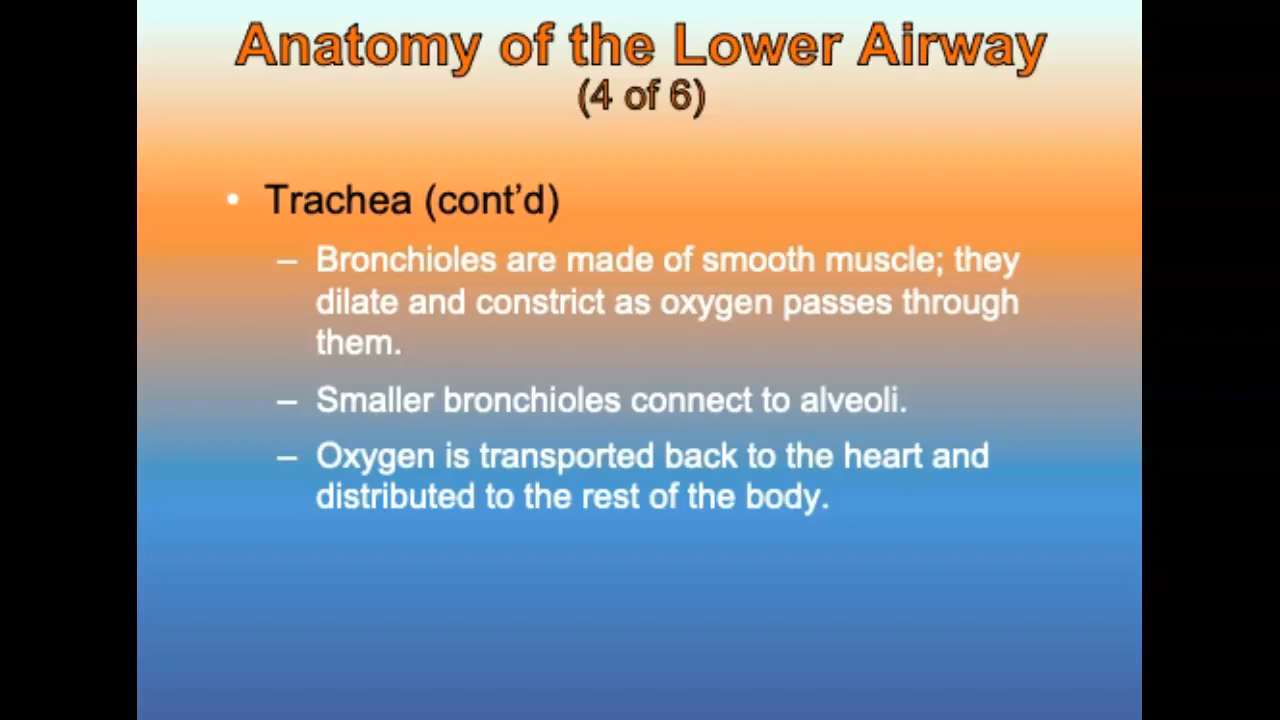 Anatomy of the Lower Airway
(4 of 6)
• Trachea (cont’d)
– Bronchioles are made of smooth muscle; they
dilate and constrict as oxygen passes through
them.
– Smaller bronchioles connect to alveoli.
– Oxygen is transported back to the heart and
distributed to the rest of the body.